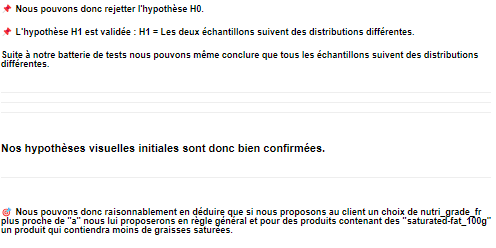 📌 Nous pouvons donc rejetter l'hypothèse H0.
📌 L'hypothèse H1 est validée : H1 = Les deux échantillons suivent des distributions différentes.
Suite à notre batterie de tests nous pouvons même conclure que tous les échantillons suivent des distributions
différentes.
Nos hypothèses visuelles initiales sont donc bien confirmées.
🎯 Nous pouvons donc raisonnablement en déduire que si nous proposons au client un choix de nutri_grade_fr
plus proche de "a" nous lui proposerons en règle général et pour des produits contenant des "saturated-fat_100g"
un produit qui contiendra moins de graisses saturées.